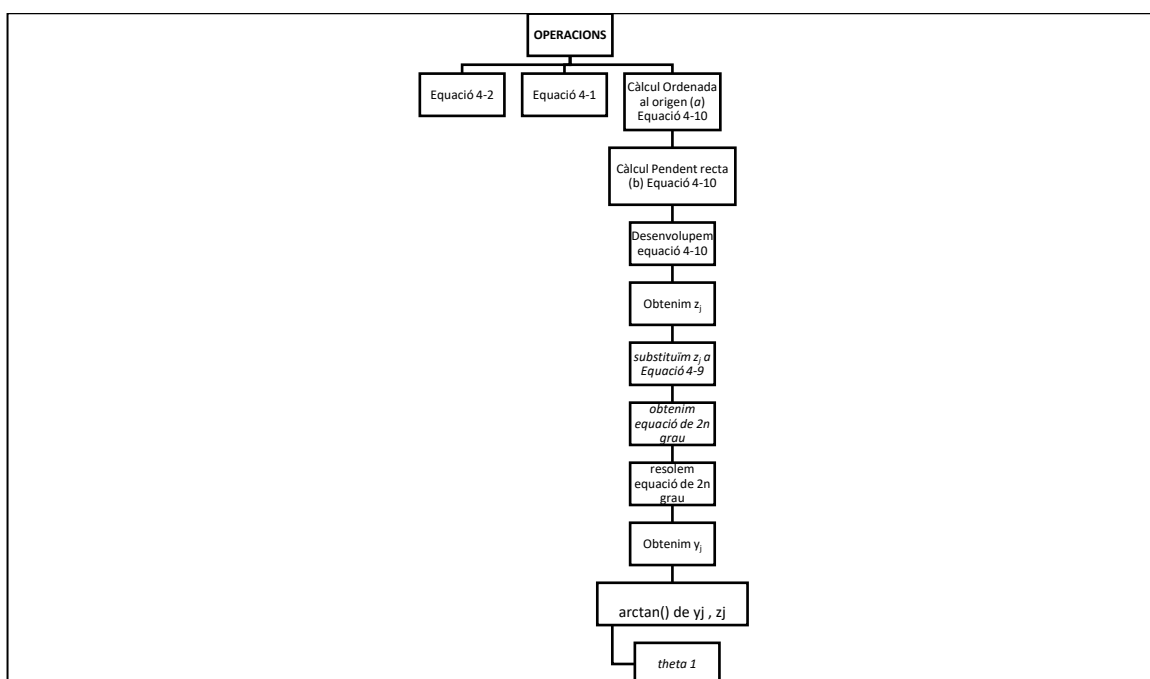 OPERACIONS
Equació 4-2
Equació 4-1
Càlcul Ordenada
al origen (a)
Equació 4-10
Càlcul Pendent recta
(b) Equació 4-10
Desenvolupem
equació 4-10
Obtenim zj
substituïm zj a
Equació 4-9
obtenim
equació de 2n
grau
resolem
equació de 2n
grau
Obtenim yj
arctan() de yj , zj
theta 1